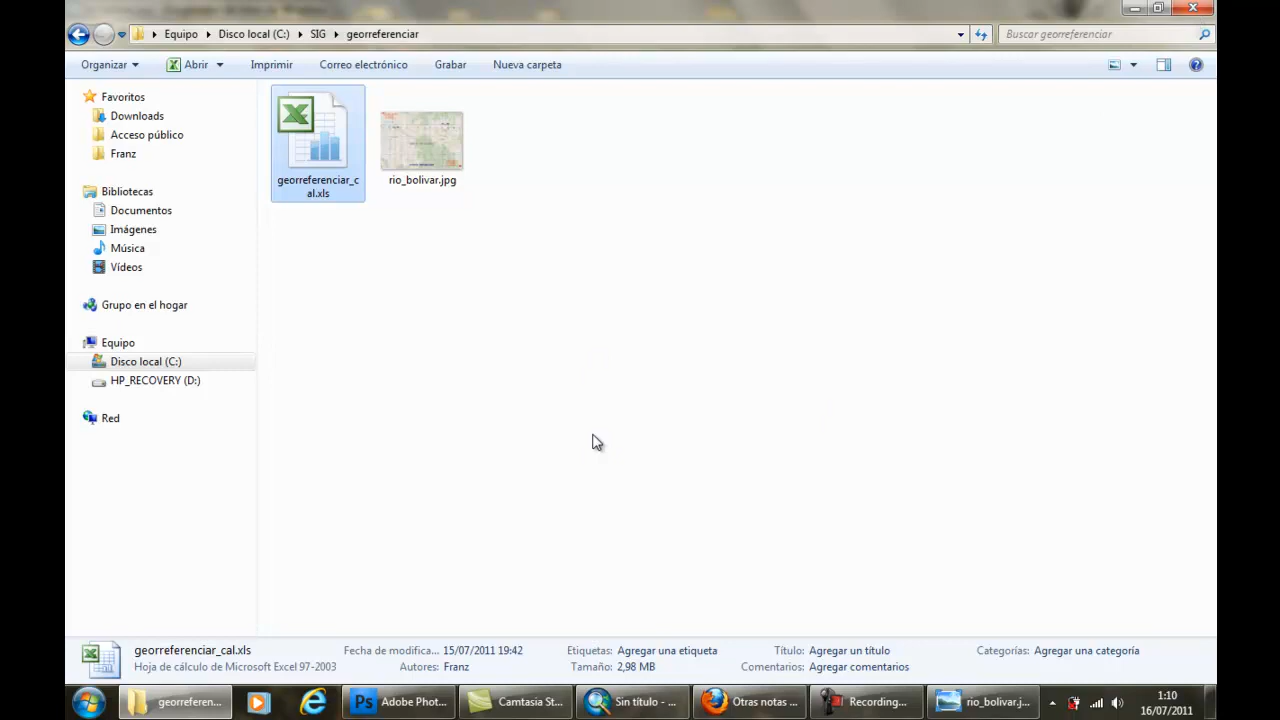 Equipo Disco local (C:) SIG georreferenciar Buscar georreferenciar
Organizar Abrir Imprimir Correo electrónico Grabar Nueva carpeta
Favoritos
Downloads
Acceso público
Franz
Bibliotecas
Documentos
Imágenes
Música
Vídeos
Grupo en el hogar
Equipo
Disco local (C:)
HP_RECOVERY (D:)
Red
georreferenciar_c
al.xls
rio_bolivar.jpg
georreferenciar_cal.xls Fecha de modifica... 15/07/2011 19:42 Etiquetas: Agregar una etiqueta Título: Agregar un título Categorías: Agregar una categoría
Hoja de cálculo de Microsoft Excel 97-2003 Autores: Franz Tamaño: 2,98 MB Comentarios: Agregar comentarios
georreferen... Ps Adobe Phot... Camtasia St... Sin título - ... Otras notas ... Recording... rio_bolivar.j... 1:10
16/07/2011